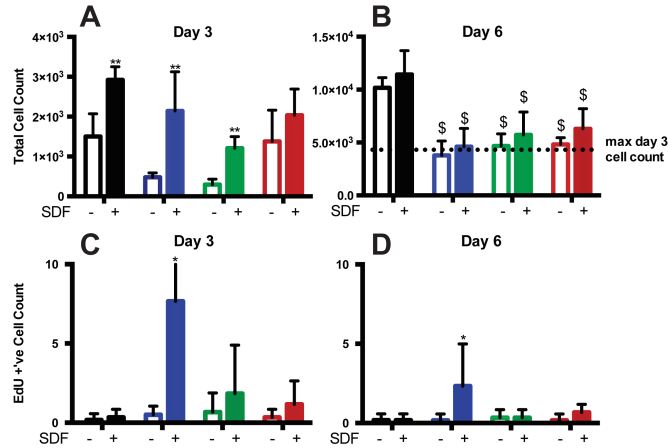 A
Day 3
Total Cell Count
4×10³
3×10³
2×10³
1×10³
0
**
**
**
SDF - + - + - + - +
B
Day 6
1.5×10⁴
1.0×10⁴
5.0×10³
0.0
$ $ $ $ $ $
max day 3
cell count
SDF - + - + - + - +
C
Day 3
EdU +'ve Cell Count
10
5
0
*
SDF - + - + - + - +
D
Day 6
10
5
0
*
SDF - + - + - + - +